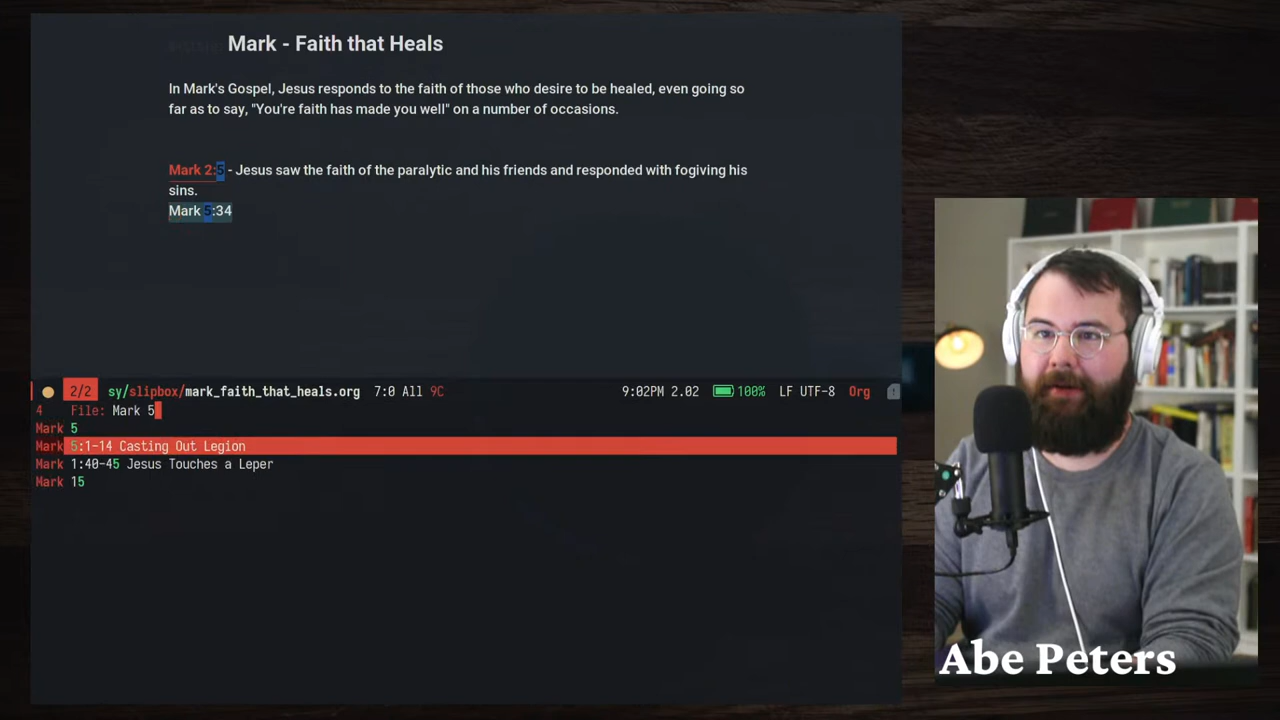 Mark - Faith that Heals
In Mark's Gospel, Jesus responds to the faith of those who desire to be healed, even going so
far as to say, "You're faith has made you well" on a number of occasions.
Mark 2:5 - Jesus saw the faith of the paralytic and his friends and responded with fogiving his
sins.
Mark 5:34
2/2 sy/slipbox/mark_faith_that_heals.org 7:0 All 9C 9:02PM 2.02 100% LF UTF-8 Org
4 File: Mark 5
Mark 5
Mark 5:1-14 Casting Out Legion
Mark 1:40-45 Jesus Touches a Leper
Mark 15
Abe Peters